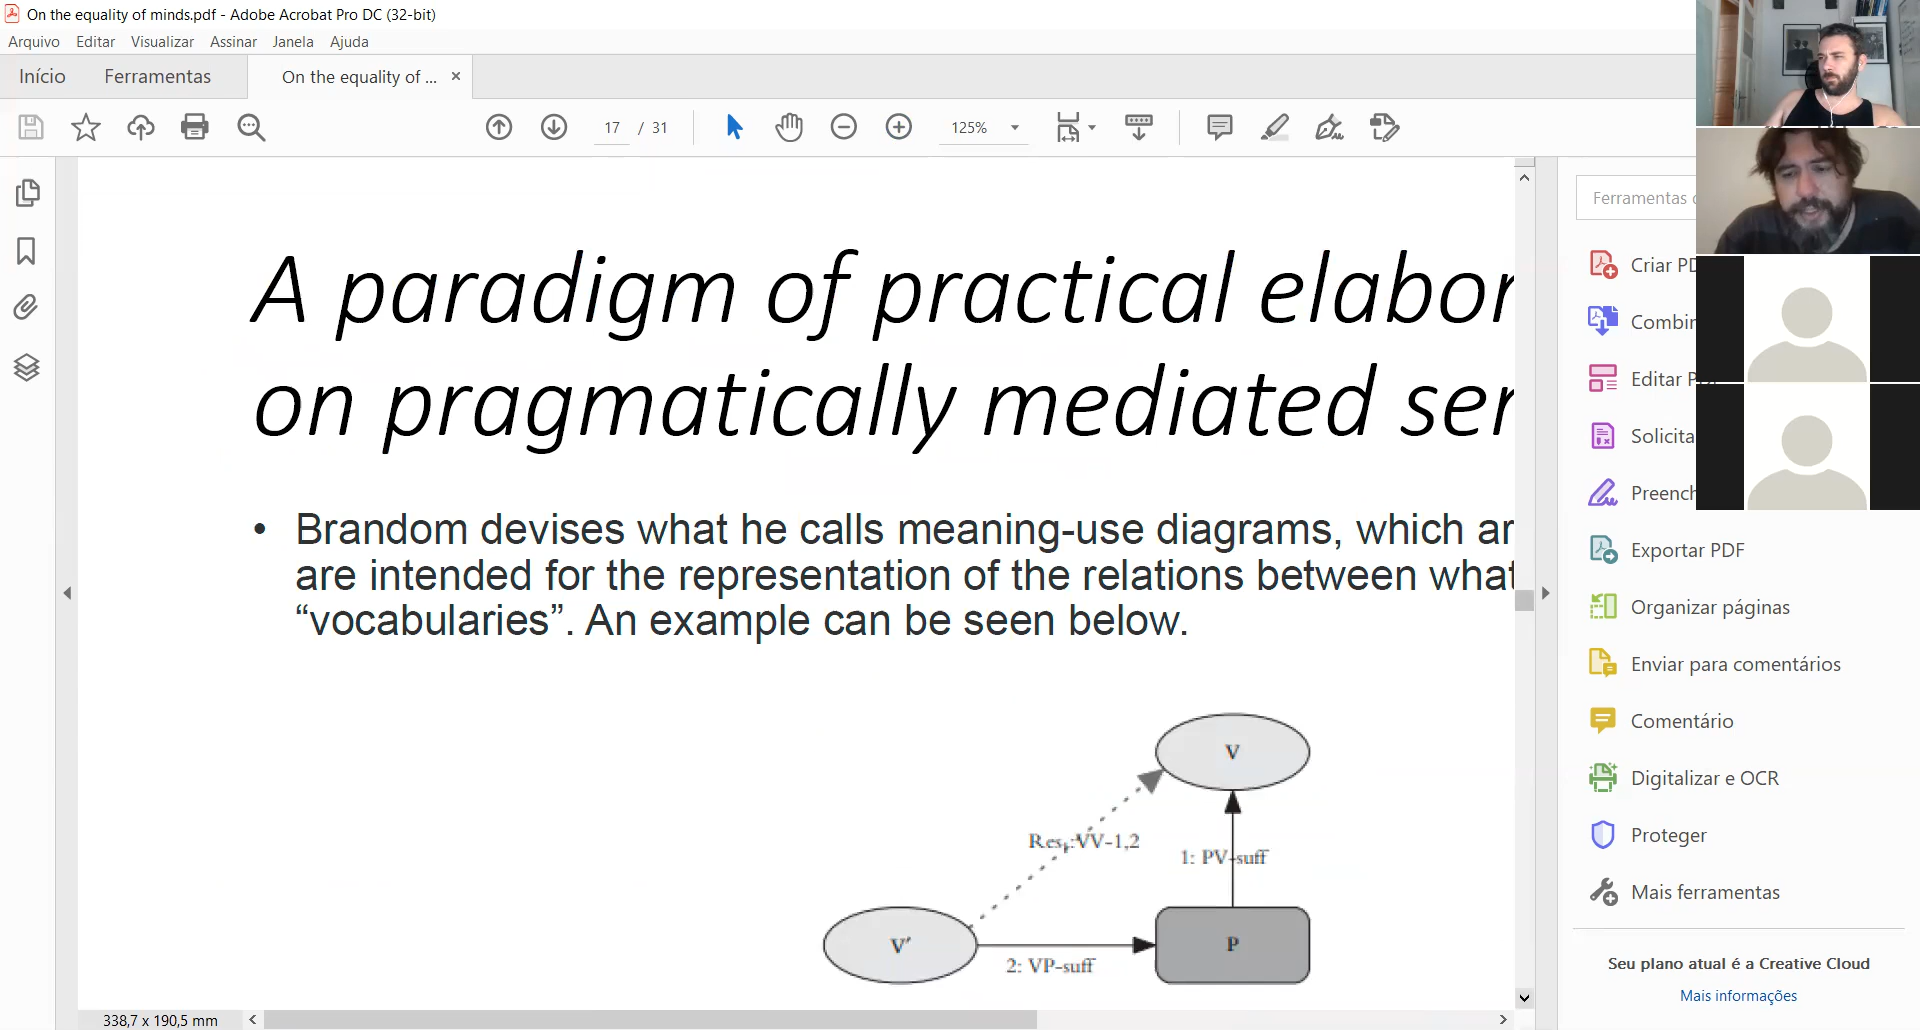 On the equality of minds.pdf - Adobe Acrobat Pro DC (32-bit)
Arquivo Editar Visualizar Assinar Janela Ajuda
Início Ferramentas On the equality of ... ×
17 / 31 125%
Ferramentas
A paradigm of practical elabor
on pragmatically mediated ser
• Brandom devises what he calls meaning-use diagrams, which ar
are intended for the representation of the relations between what
“vocabularies”. An example can be seen below.
V
Res₁:VV-1,2
1: PV-suff
V′
P
2: VP-suff
338,7 x 190,5 mm
Criar PD
Combin
Editar P
Solicita
Preench
Exportar PDF
Organizar páginas
Enviar para comentários
Comentário
Digitalizar e OCR
Proteger
Mais ferramentas
Seu plano atual é a Creative Cloud
Mais informações